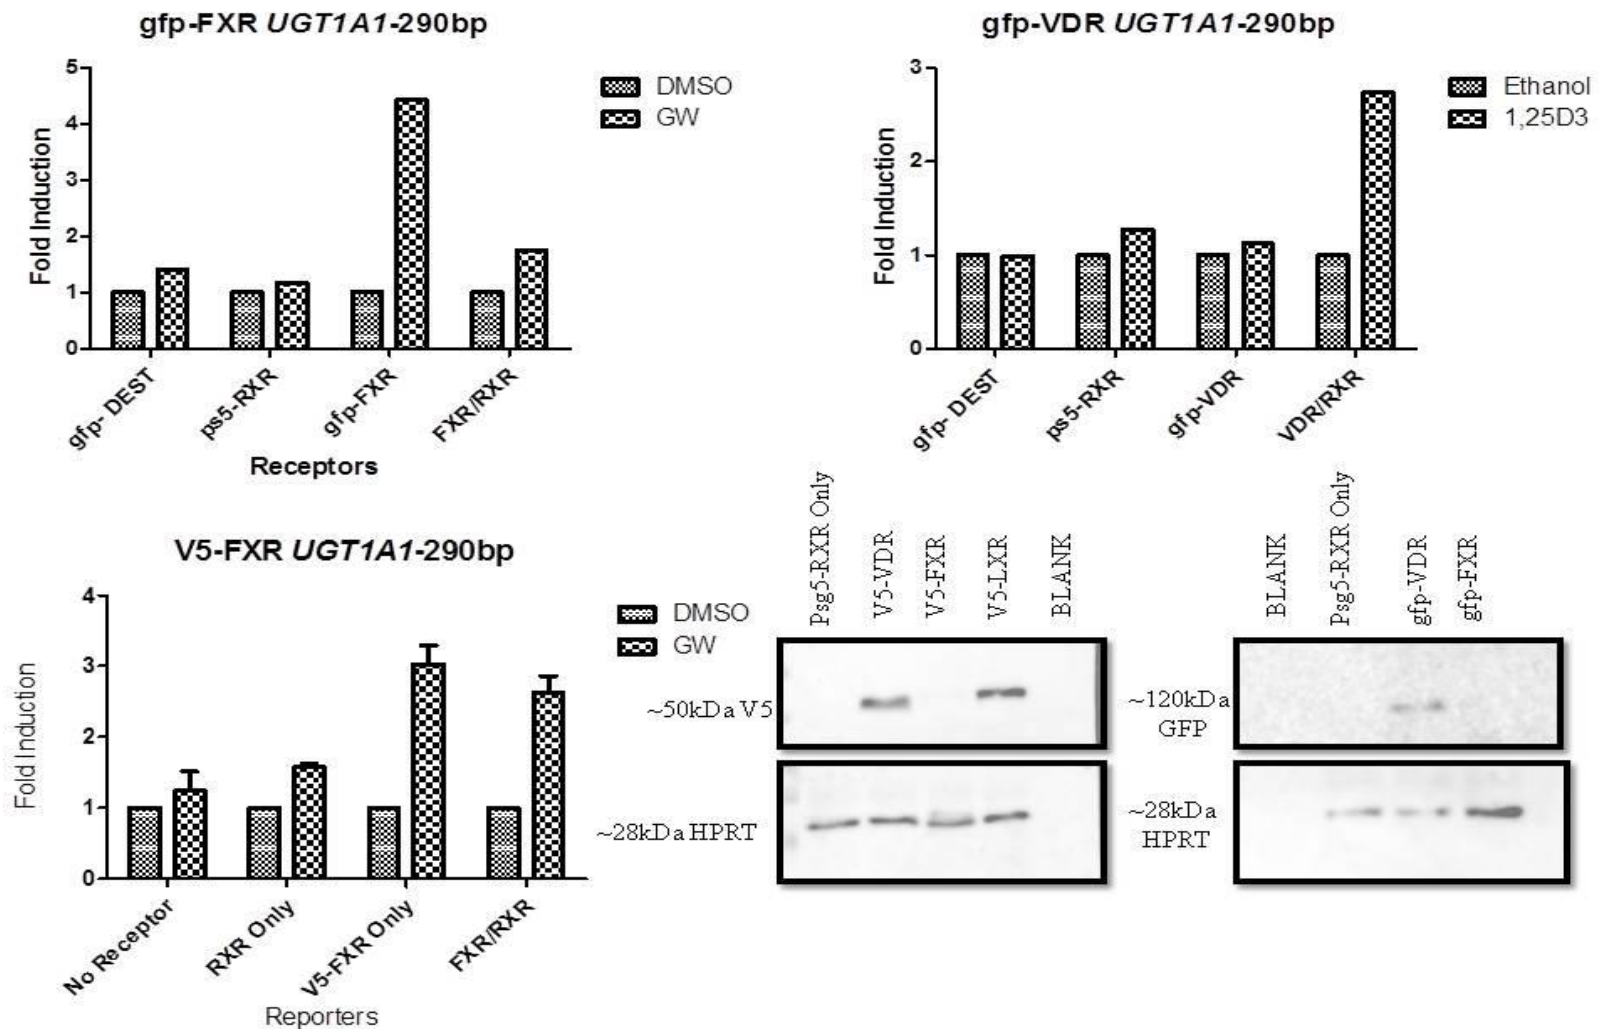 gfp-FXR UGT1A1-290bp
5
4
3
2
1
0
Fold Induction
DMSO
GW
gfp- DEST
ps5-RXR
gfp-FXR
FXR/RXR
Receptors
gfp-VDR UGT1A1-290bp
3
2
1
0
Fold Induction
Ethanol
1,25D3
gfp- DEST
ps5-RXR
gfp-VDR
VDR/RXR
V5-FXR UGT1A1-290bp
4
3
2
1
0
Fold Induction
DMSO
GW
No Receptor
RXR Only
V5-FXR Only
FXR/RXR
Reporters
Psg5-RXR Only
V5-VDR
V5-FXR
V5-LXR
BLANK
~50kDa V5
~28kDa HPRT
BLANK
Psg5-RXR Only
gfp-VDR
gfp-FXR
~120kDa
GFP
~28kDa
HPRT